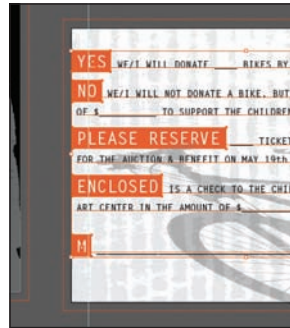 YES WE/I WILL DONATE ____ BIKES BY
NO WE/I WILL NOT DONATE A BIKE, BUT
OF $________ TO SUPPORT THE CHILDREN
PLEASE RESERVE ____ TICKET
FOR THE AUCTION & BENEFIT ON MAY 19th
ENCLOSED IS A CHECK TO THE CHI
ART CENTER IN THE AMOUNT OF $________
M